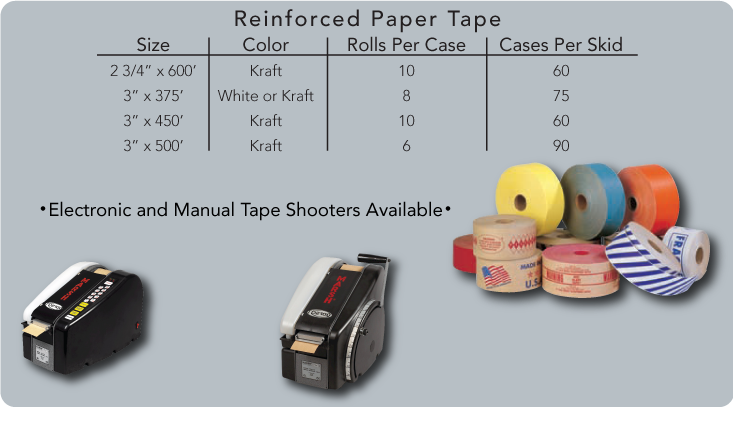 Reinforced Paper Tape
Size Color Rolls Per Case Cases Per Skid
2 3/4” x 600’ Kraft 10 60
3” x 375’ White or Kraft 8 75
3” x 450’ Kraft 10 60
3” x 500’ Kraft 6 90
•Electronic and Manual Tape Shooters Available•
FRA
MADE
U.S.